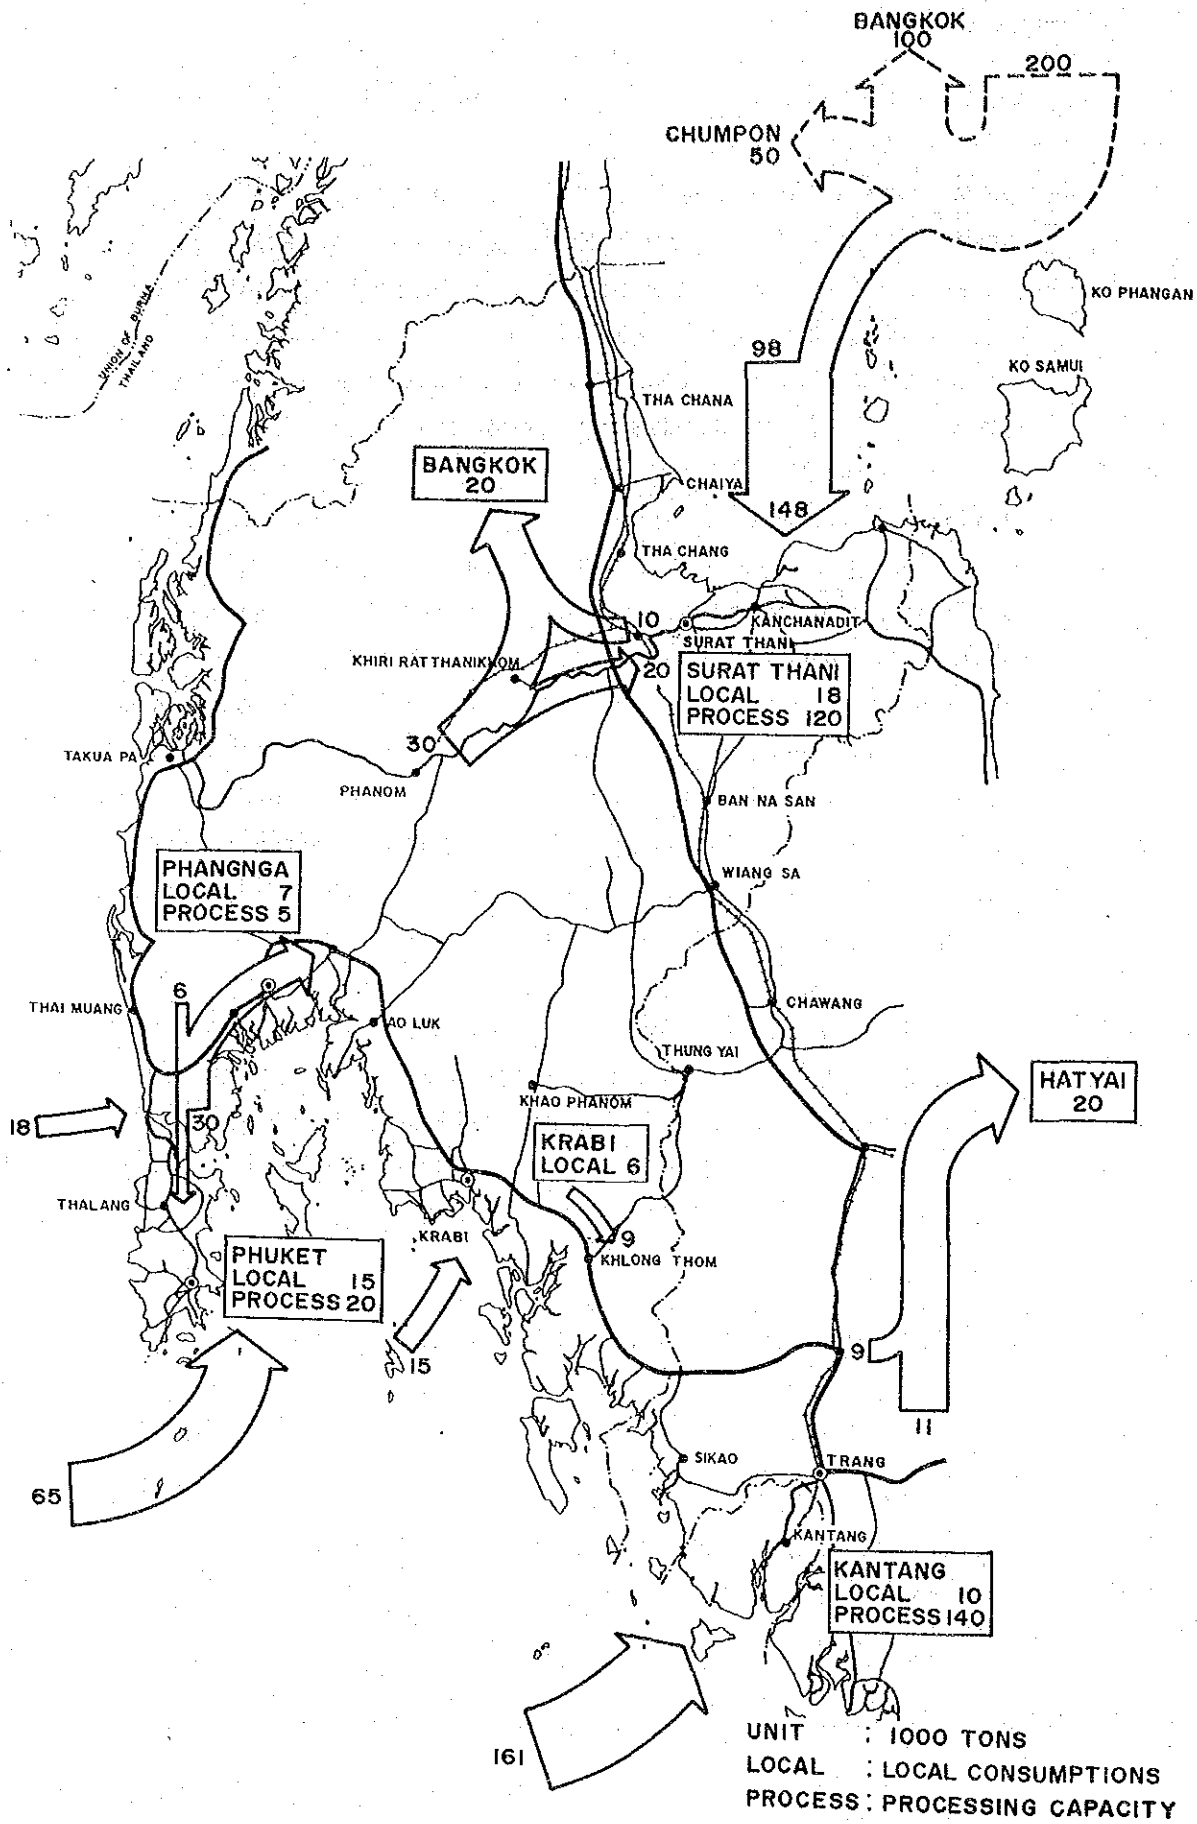 BANGKOK
100
200
CHUMPON
50
UNION OF BURMA
THAILAND
KO PHANGAN
98
KO SAMUI
THA CHANA
BANGKOK
20
CHAIYA
148
THA CHANG
10
KANCHANADIT
SURAT THANI
KHIRI RATTHANIKHOM
20
SURAT THANI
LOCAL 18
PROCESS 120
30
TAKUA PA
PHANOM
BAN NA SAN
PHANGNGA
LOCAL 7
PROCESS 5
WIANG SA
6
THAI MUANG
CHAWANG
AO LUK
THUNG YAI
KHAO PHANOM
HATYAI
20
18
30
KRABI
LOCAL 6
THALANG
KRABI
9
KHLONG THOM
PHUKET
LOCAL 15
PROCESS 20
15
9
11
SIKAO
TRANG
65
KANTANG
KANTANG
LOCAL 10
PROCESS 140
161
UNIT : 1000 TONS
LOCAL : LOCAL CONSUMPTIONS
PROCESS : PROCESSING CAPACITY